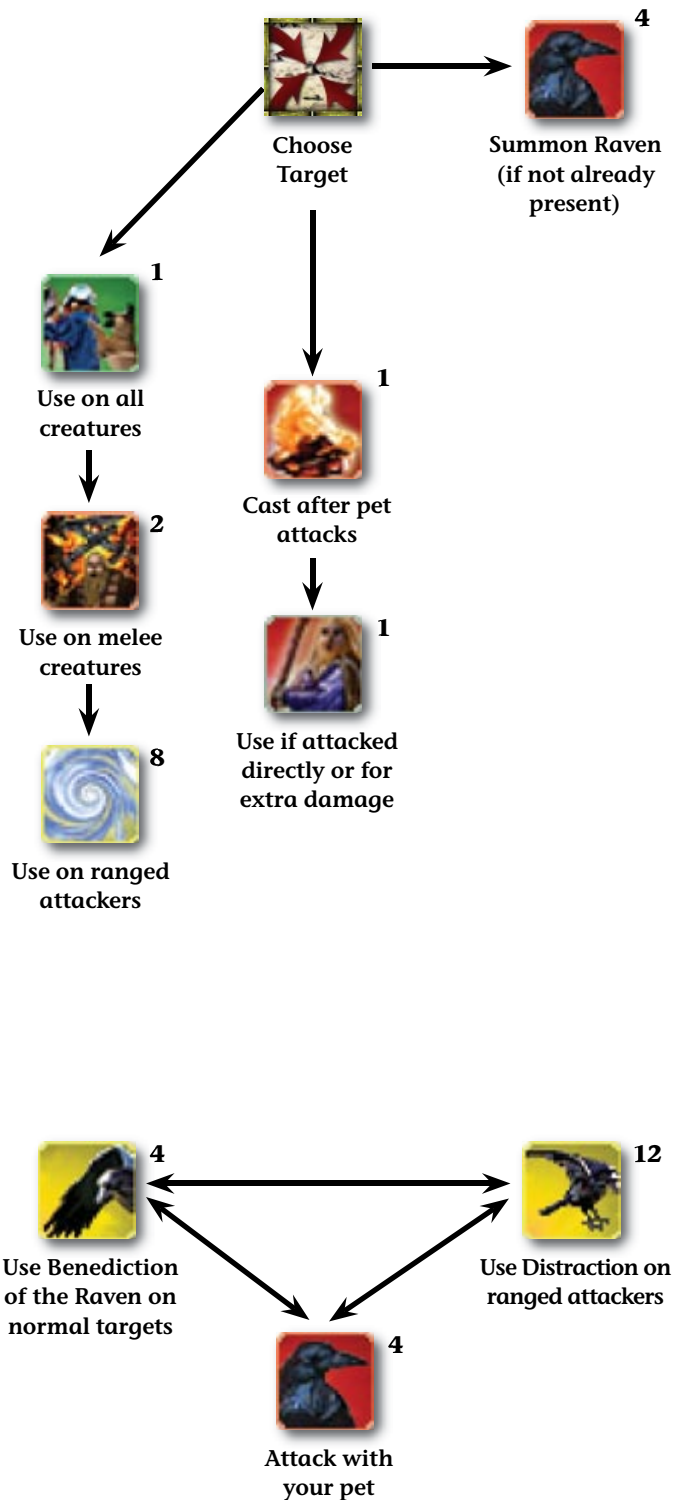 4
Choose
Target
Summon Raven
(if not already
present)
1
Use on all
creatures
1
Cast after pet
attacks
2
Use on melee
creatures
1
Use if attacked
directly or for
extra damage
8
Use on ranged
attackers
4
Use Benediction
of the Raven on
normal targets
12
Use Distraction on
ranged attackers
4
Attack with
your pet